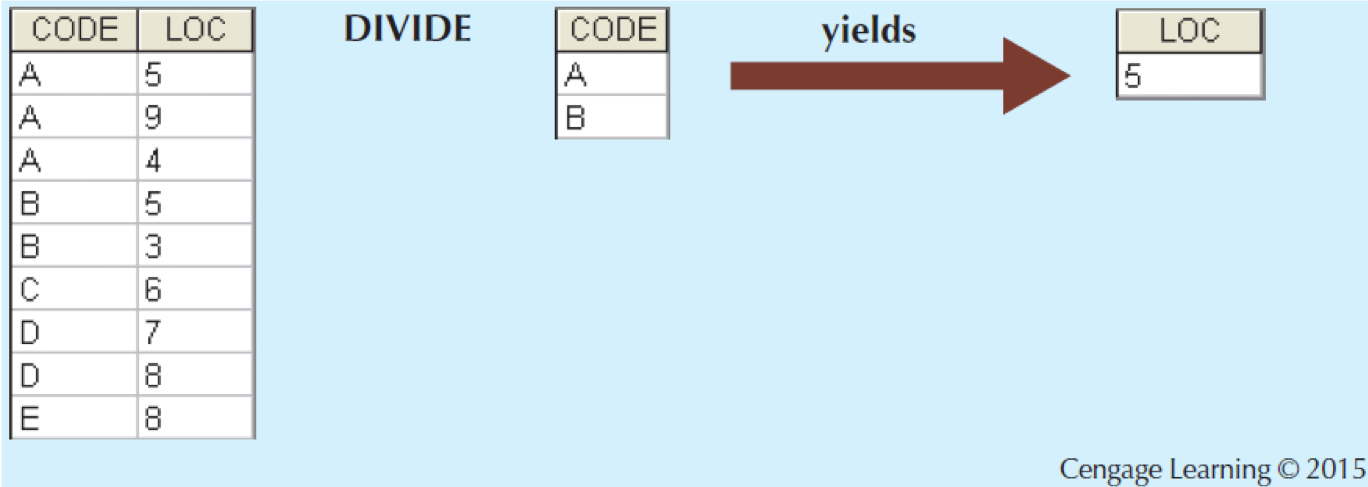 CODE LOC DIVIDE CODE yields LOC
A 5 A 5
A 9 B
A 4
B 5
B 3
C 6
D 7
D 8
E 8
Cengage Learning © 2015